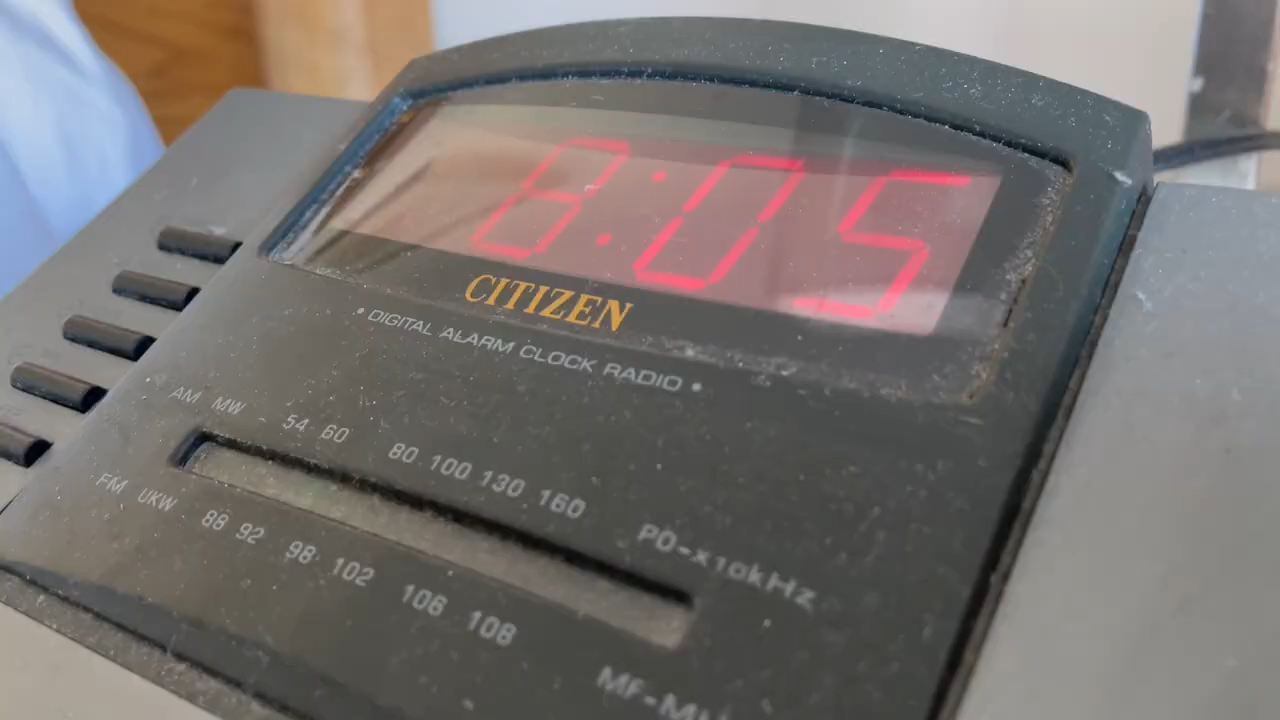 8:05
CITIZEN
• DIGITAL ALARM CLOCK RADIO •
AM MW 54 60 80 100 130 160 PO-x10kHz
FM UKW 88 92 98 102 106 108